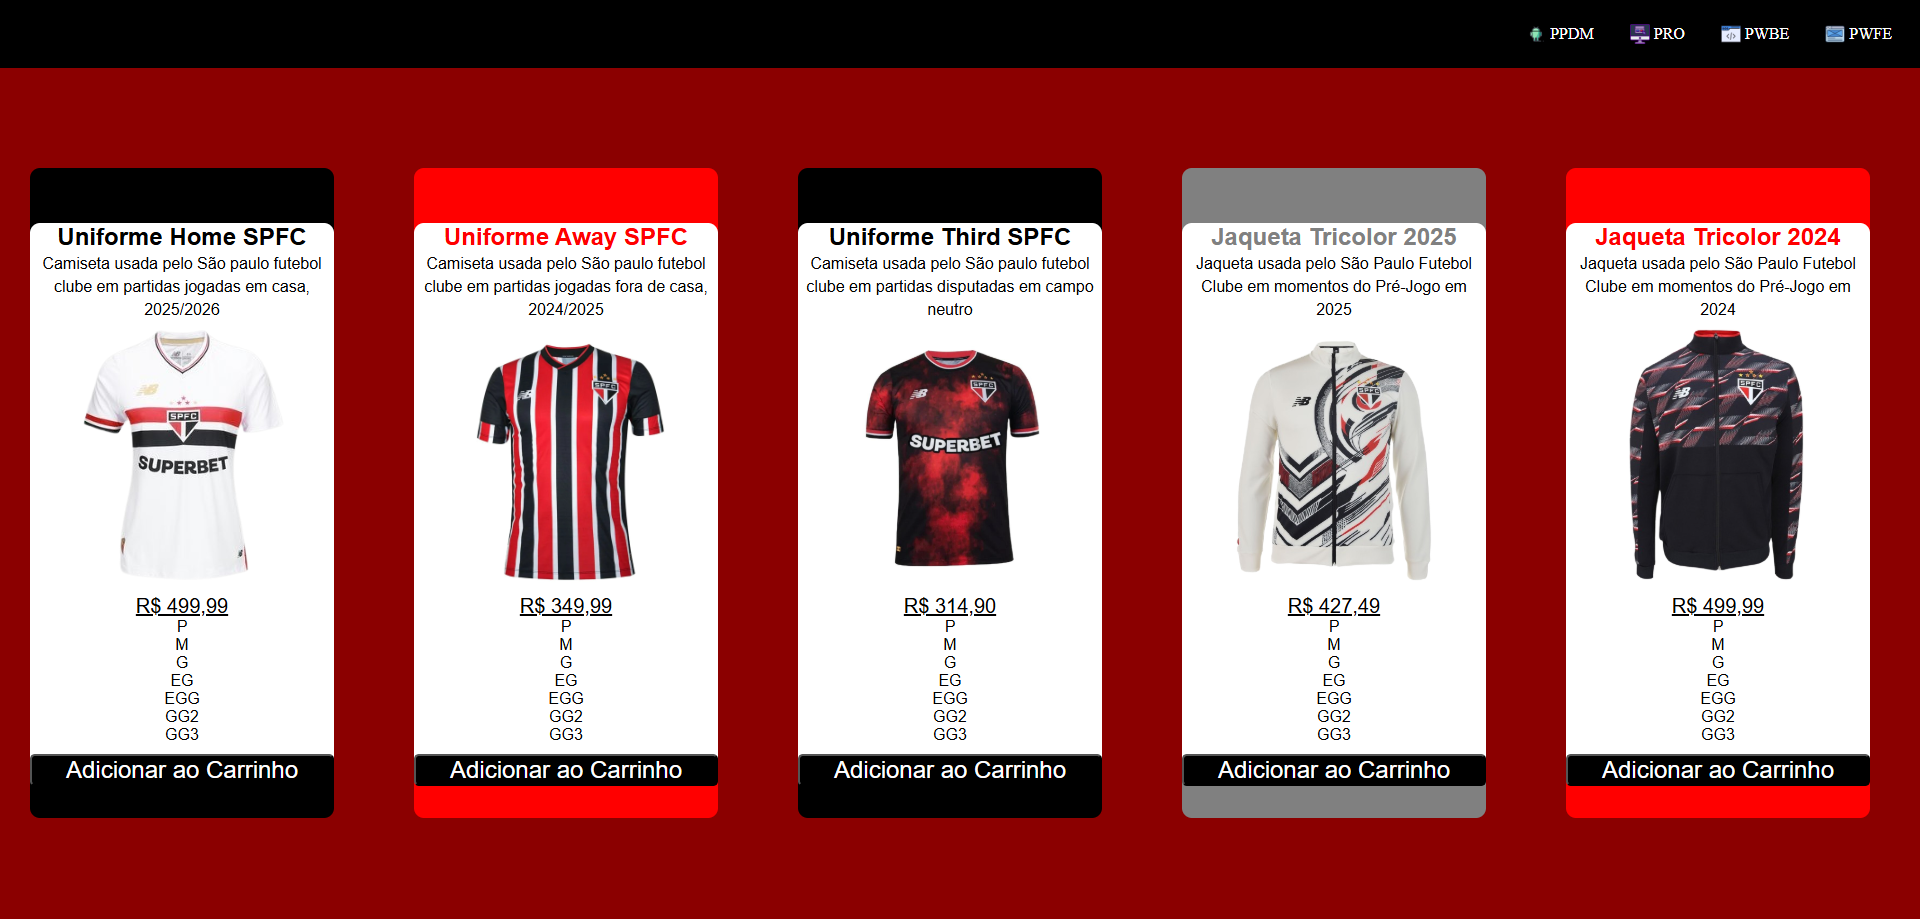 PPDM PRO PWBE PWFE
Uniforme Home SPFC
Camiseta usada pelo São paulo futebol
clube em partidas jogadas em casa,
2025/2026
SPFC
SUPERBET
R$ 499,99
P
M
G
EG
EGG
GG2
GG3
Adicionar ao Carrinho
Uniforme Away SPFC
Camiseta usada pelo São paulo futebol
clube em partidas jogadas fora de casa,
2024/2025
SPFC
R$ 349,99
P
M
G
EG
EGG
GG2
GG3
Adicionar ao Carrinho
Uniforme Third SPFC
Camiseta usada pelo São paulo futebol
clube em partidas disputadas em campo
neutro
SPFC
SUPERBET
R$ 314,90
P
M
G
EG
EGG
GG2
GG3
Adicionar ao Carrinho
Jaqueta Tricolor 2025
Jaqueta usada pelo São Paulo Futebol
Clube em momentos do Pré-Jogo em
2025
SPFC
R$ 427,49
P
M
G
EG
EGG
GG2
GG3
Adicionar ao Carrinho
Jaqueta Tricolor 2024
Jaqueta usada pelo São Paulo Futebol
Clube em momentos do Pré-Jogo em
2024
SPFC
R$ 499,99
P
M
G
EG
EGG
GG2
GG3
Adicionar ao Carrinho